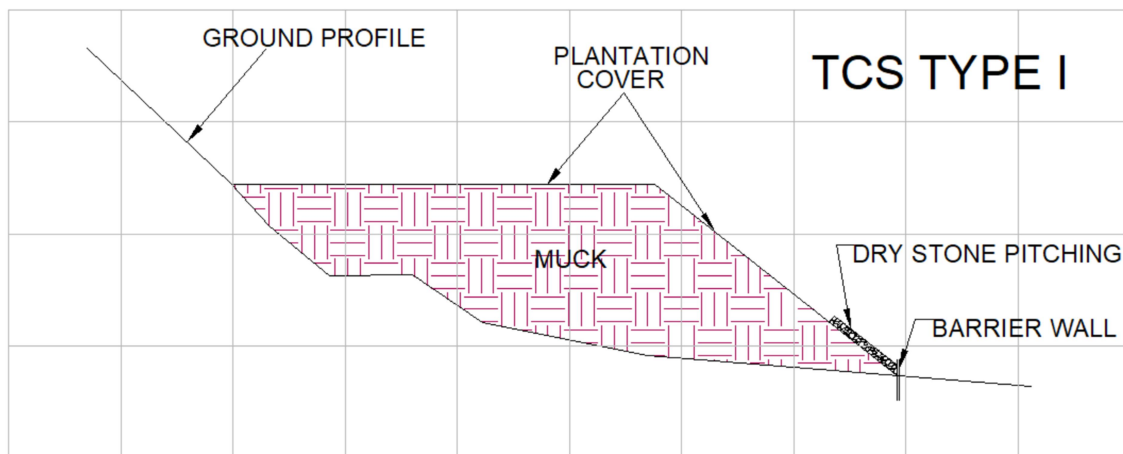 GROUND PROFILE
PLANTATION
COVER
TCS TYPE I
MUCK
DRY STONE PITCHING
BARRIER WALL